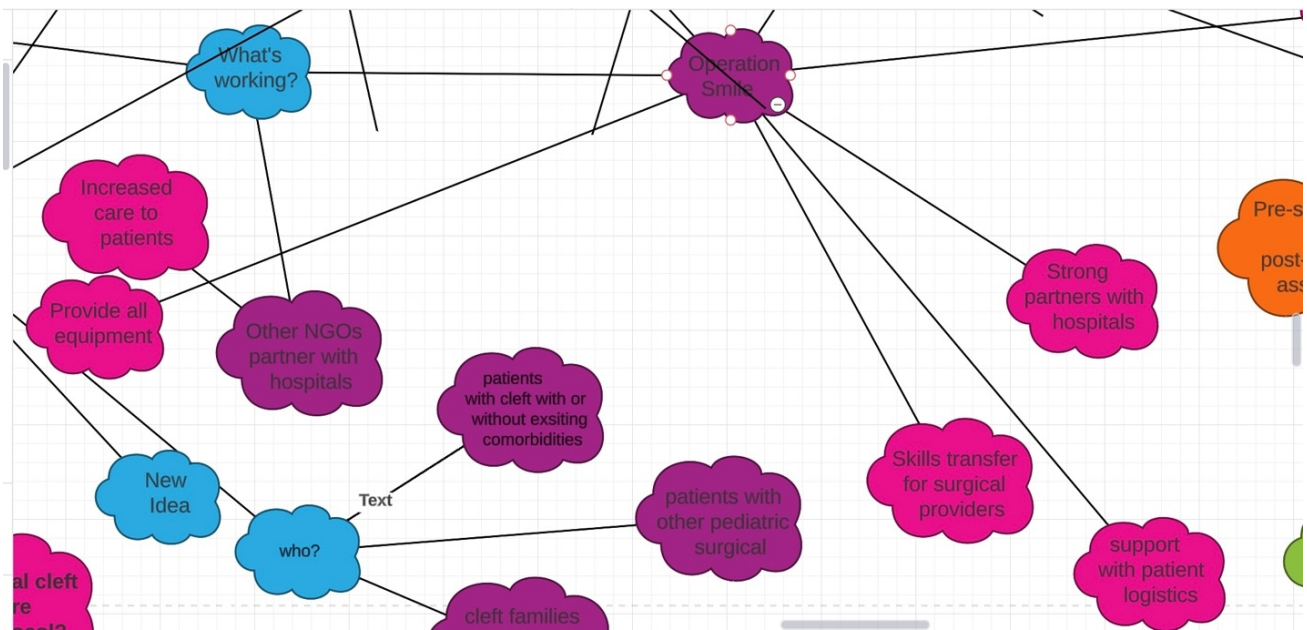 What's
working?
Operation
Smile
Increased
care to
patients
Provide all
equipment
Other NGOs
partner with
hospitals
Strong
partners with
hospitals
Pre-s
post-
ass
patients
with cleft with or
without exsiting
comorbidities
Text
New
Idea
who?
patients with
other pediatric
surgical
Skills transfer
for surgical
providers
support
with patient
logistics
cleft families
al cleft
re